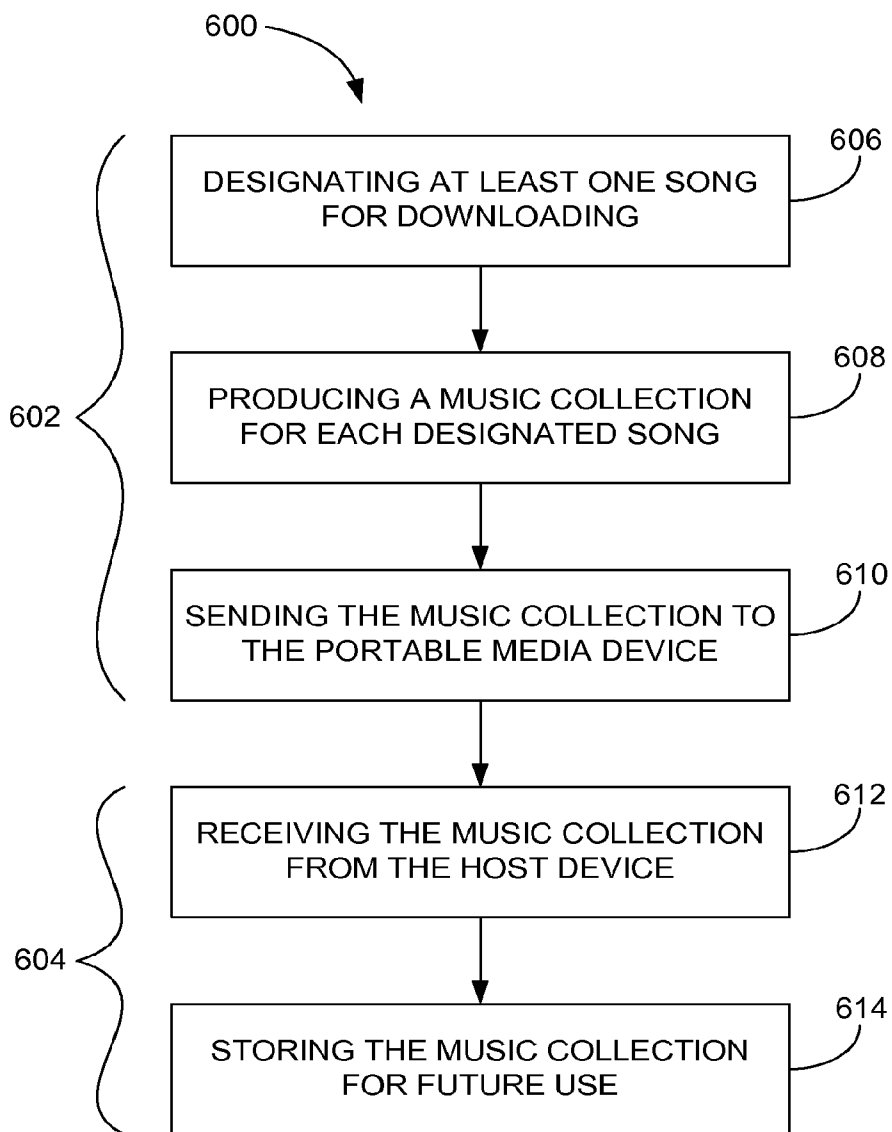 600
606
DESIGNATING AT LEAST ONE SONG
FOR DOWNLOADING
608
PRODUCING A MUSIC COLLECTION
FOR EACH DESIGNATED SONG
602
610
SENDING THE MUSIC COLLECTION TO
THE PORTABLE MEDIA DEVICE
612
RECEIVING THE MUSIC COLLECTION
FROM THE HOST DEVICE
604
614
STORING THE MUSIC COLLECTION
FOR FUTURE USE